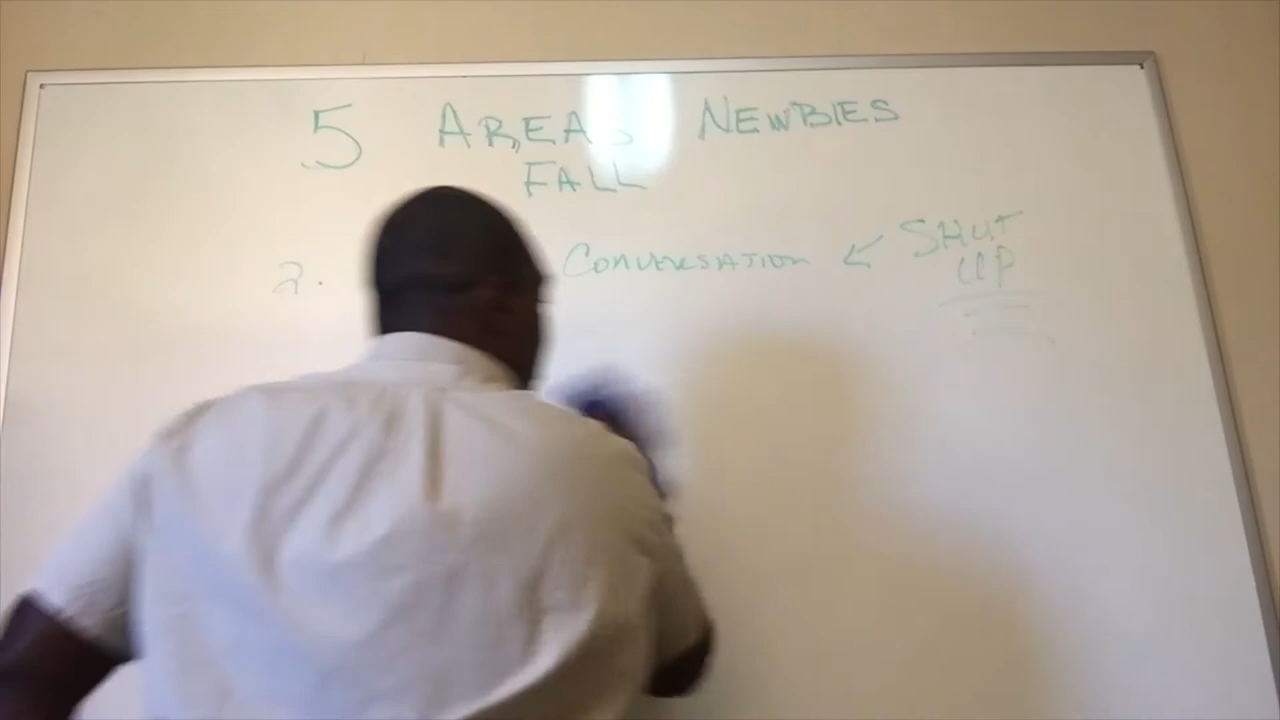 5 AREAS NEWBIES
FALL
2. CONVERSATION ← SHUT
UP